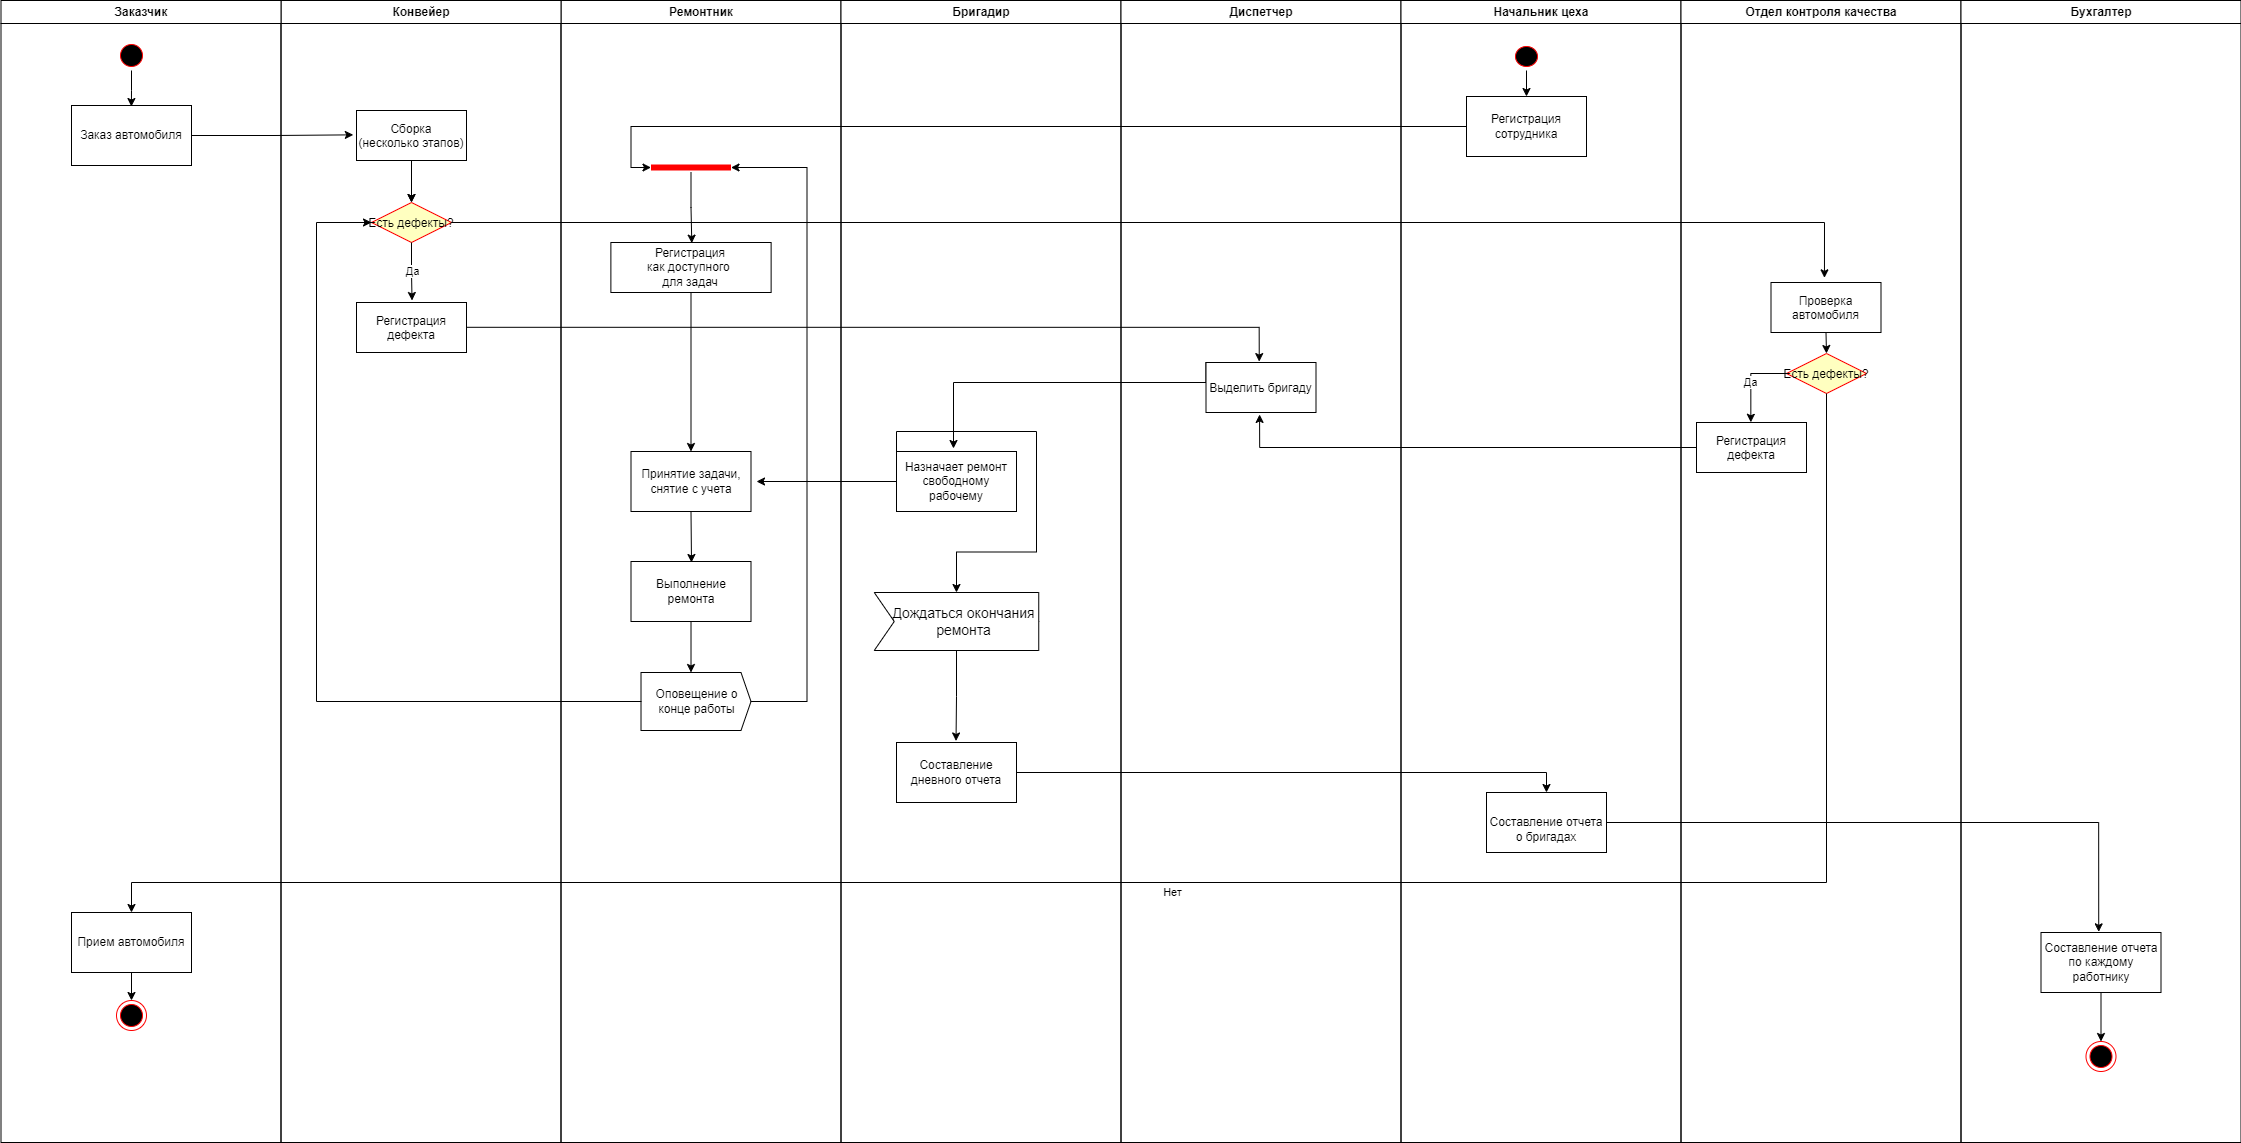 Заказчик
Конвейер
Ремонтник
Бригадир
Диспетчер
Начальник цеха
Отдел контроля качества
Бухгалтер
Заказ автомобиля
Сборка
(несколько этапов)
Регистрация
сотрудника
Есть дефекты?
Да
Регистрация
как доступного
для задач
Регистрация
дефекта
Проверка
автомобиля
Есть дефекты?
Да
Выделить бригаду
Регистрация
дефекта
Принятие задачи,
снятие с учета
Назначает ремонт
свободному
рабочему
Выполнение
ремонта
Дождаться окончания
ремонта
Оповещение о
конце работы
Составление
дневного отчета
Составление отчета
о бригадах
Нет
Прием автомобиля
Составление отчета
по каждому
работнику